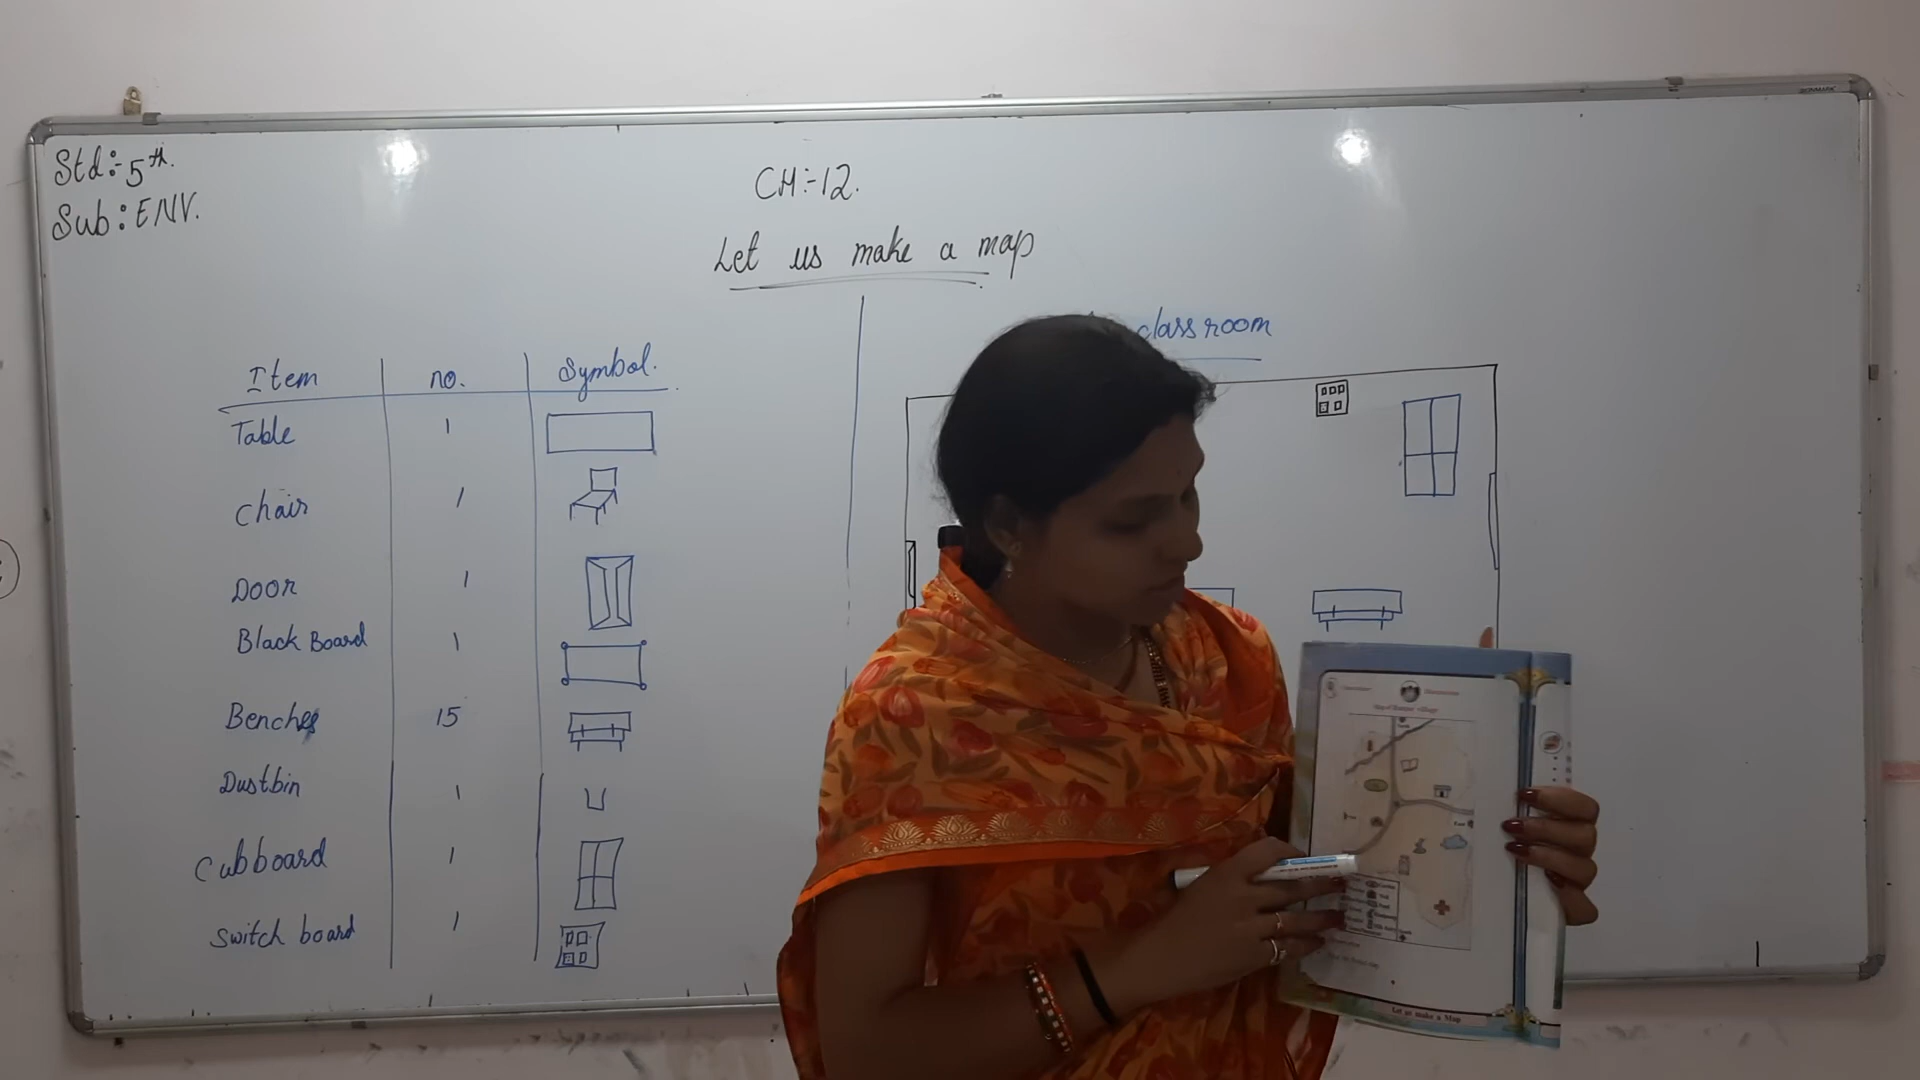 Std:- 5th.
Sub: ENV.
CH:-12.
Let us make a map
class room
Item no. Symbol.
Table 1
Chair 1
Door 1
Black Board 1
Benches 15
Dustbin 1
Cubboard 1
Switch board 1
Let us make a Map